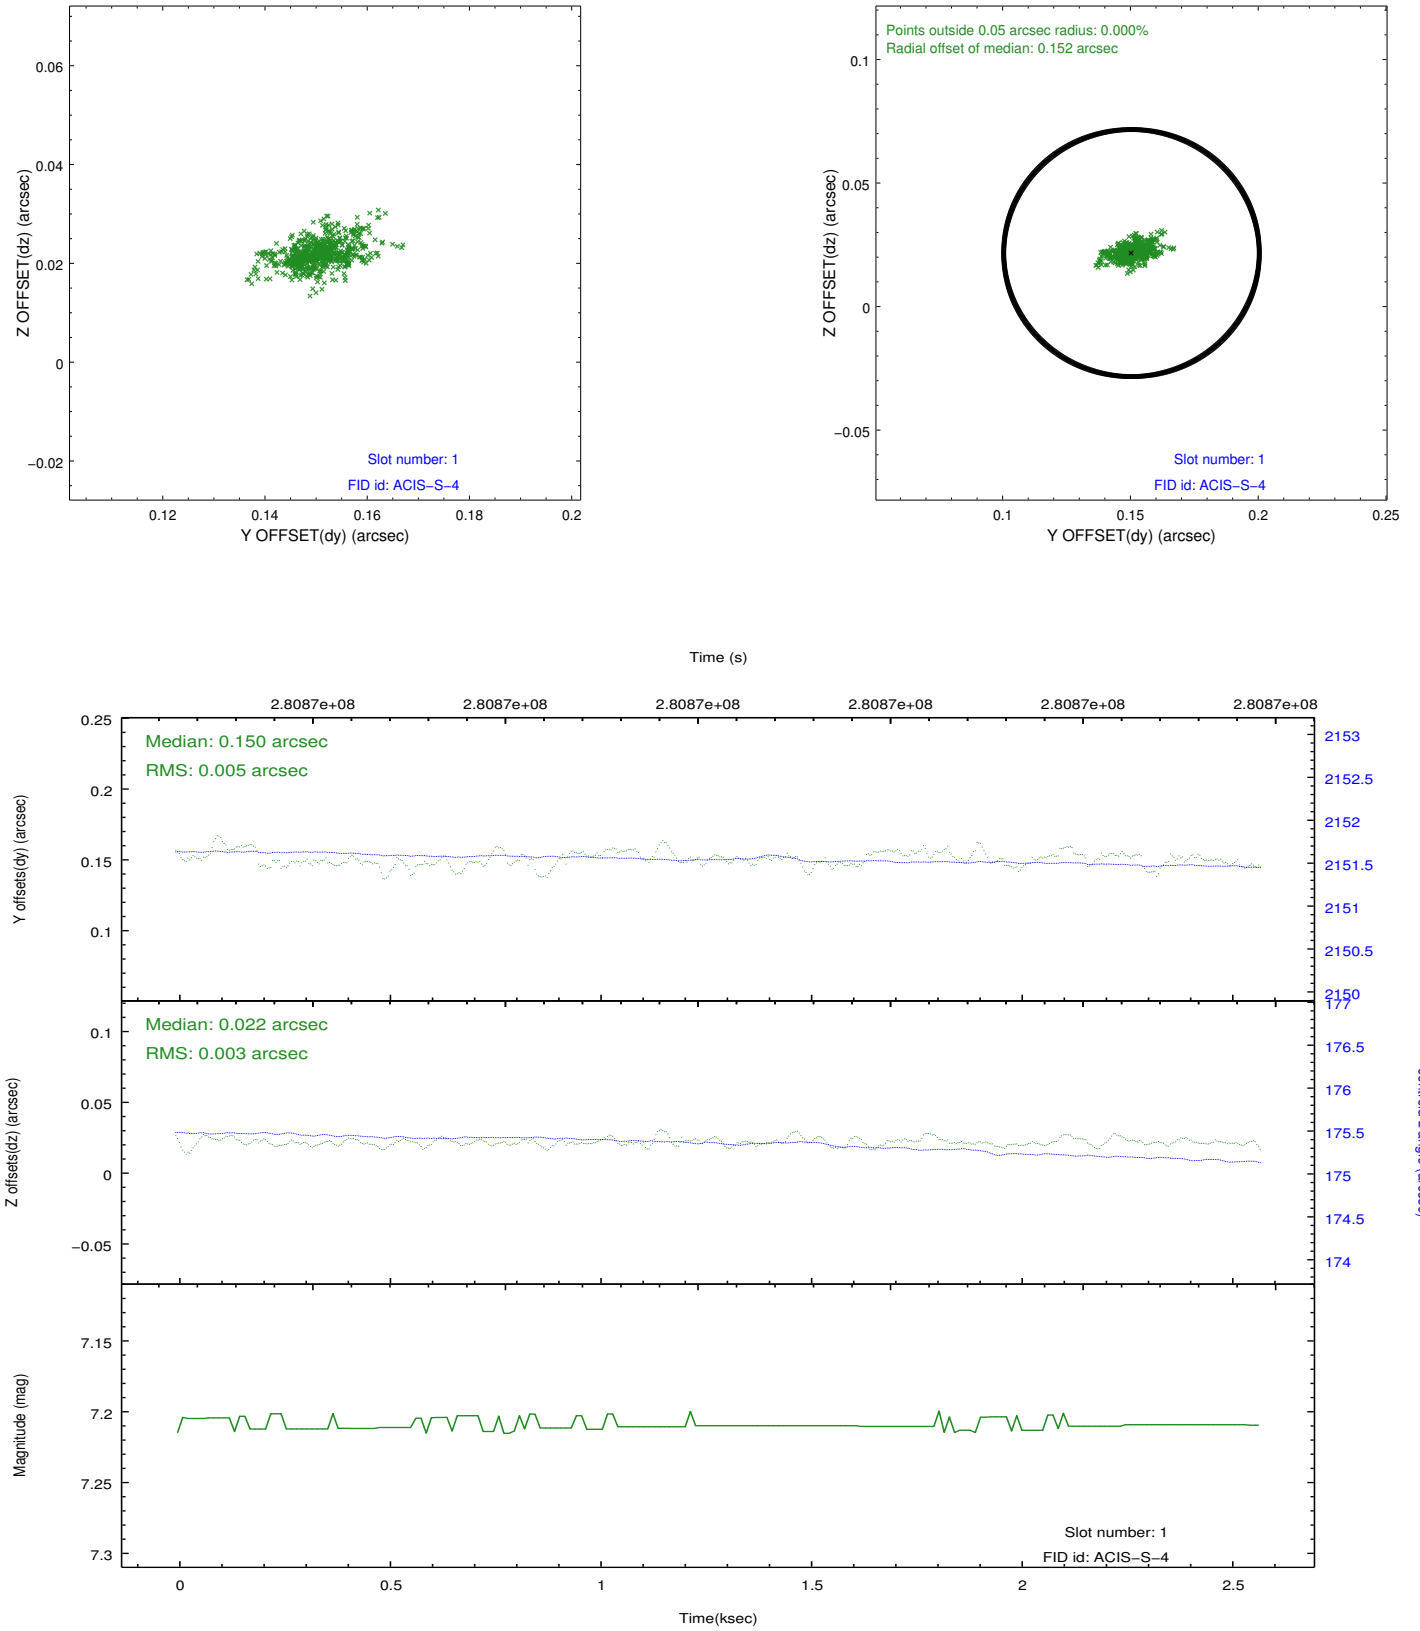 0.06
0.04
0.02
0
−0.02
Z OFFSET(dz) (arcsec)
Slot number: 1
FID id: ACIS−S−4
0.12 0.14 0.16 0.18 0.2
Y OFFSET(dy) (arcsec)
Points outside 0.05 arcsec radius: 0.000%
Radial offset of median: 0.152 arcsec
0.1
0.05
0
−0.05
Z OFFSET(dz) (arcsec)
Slot number: 1
FID id: ACIS−S−4
0.1 0.15 0.2 0.25
Y OFFSET(dy) (arcsec)
Time (s)
2.8087e+08 2.8087e+08 2.8087e+08 2.8087e+08 2.8087e+08 2.8087e+08
Median: 0.150 arcsec
RMS: 0.005 arcsec
0.25
0.2
0.15
0.1
Y offsets(dy) (arcsec)
2153
2152.5
2152
2151.5
2151
2150.5
2150
Median: 0.022 arcsec
RMS: 0.003 arcsec
0.1
0.05
0
−0.05
Z offsets(dz) (arcsec)
177
176.5
176
175.5
175
174.5
174
7.15
7.2
7.25
7.3
Magnitude (mag)
Slot number: 1
FID id: ACIS−S−4
0 0.5 1 1.5 2 2.5
Time(ksec)